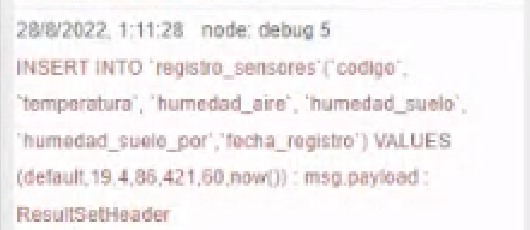 28/8/2022, 1:11:28 node: debug 5
INSERT INTO `registro_sensores`(`codigo`,
`temperatura`, `humedad_aire`, `humedad_suelo`,
`humedad_suelo_por`,`fecha_registro`) VALUES
(default,19.4,86,421,60,now()) : msg.payload :
ResultSetHeader